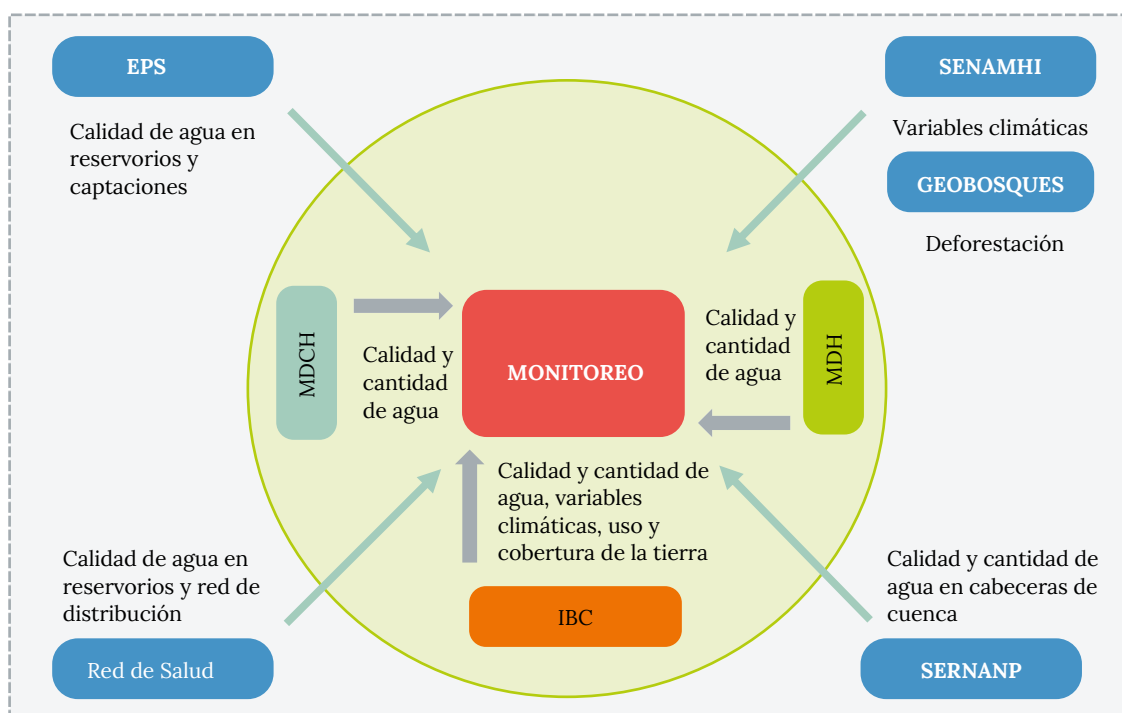 EPS
Calidad de agua en
reservorios y
captaciones
SENAMHI
Variables climáticas
GEOBOSQUES
Deforestación
MDCH
Calidad y
cantidad
de agua
MONITOREO
Calidad y
cantidad
de agua
MDH
Calidad y cantidad de
agua, variables
climáticas, uso y
cobertura de la tierra
IBC
Calidad de agua en
reservorios y red de
distribución
Red de Salud
Calidad y cantidad de
agua en cabeceras de
cuenca
SERNANP